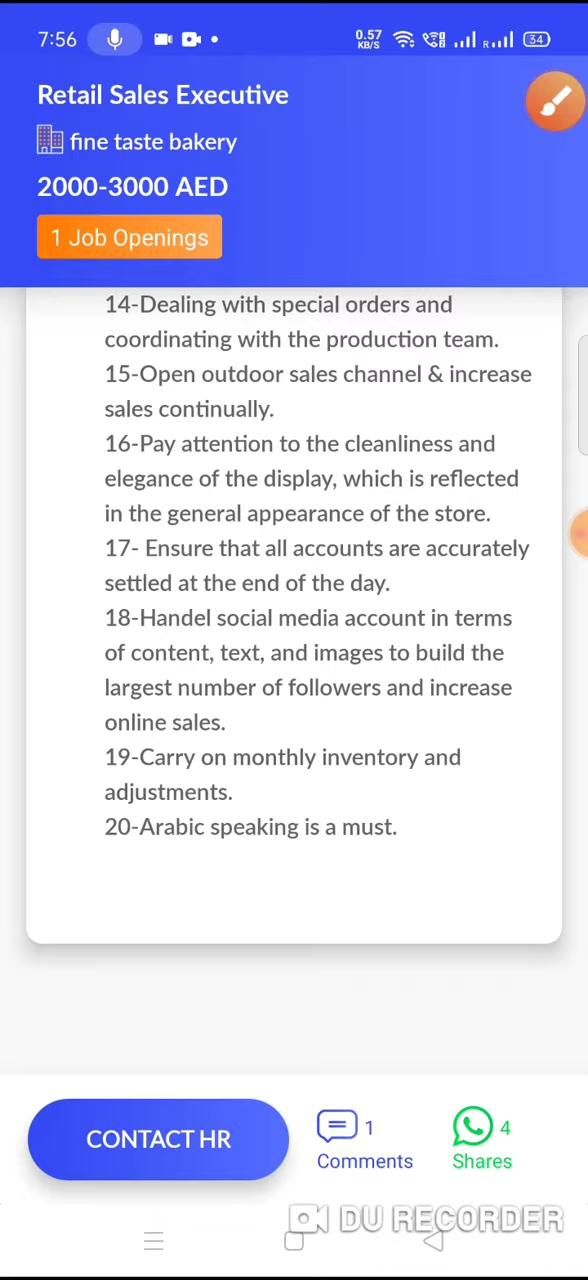 7:56
0.57
KB/S
R
34
Retail Sales Executive
fine taste bakery
2000-3000 AED
1 Job Openings
14-Dealing with special orders and
coordinating with the production team.
15-Open outdoor sales channel & increase
sales continually.
16-Pay attention to the cleanliness and
elegance of the display, which is reflected
in the general appearance of the store.
17- Ensure that all accounts are accurately
settled at the end of the day.
18-Handel social media account in terms
of content, text, and images to build the
largest number of followers and increase
online sales.
19-Carry on monthly inventory and
adjustments.
20-Arabic speaking is a must.
CONTACT HR
1
Comments
4
Shares
DU RECORDER